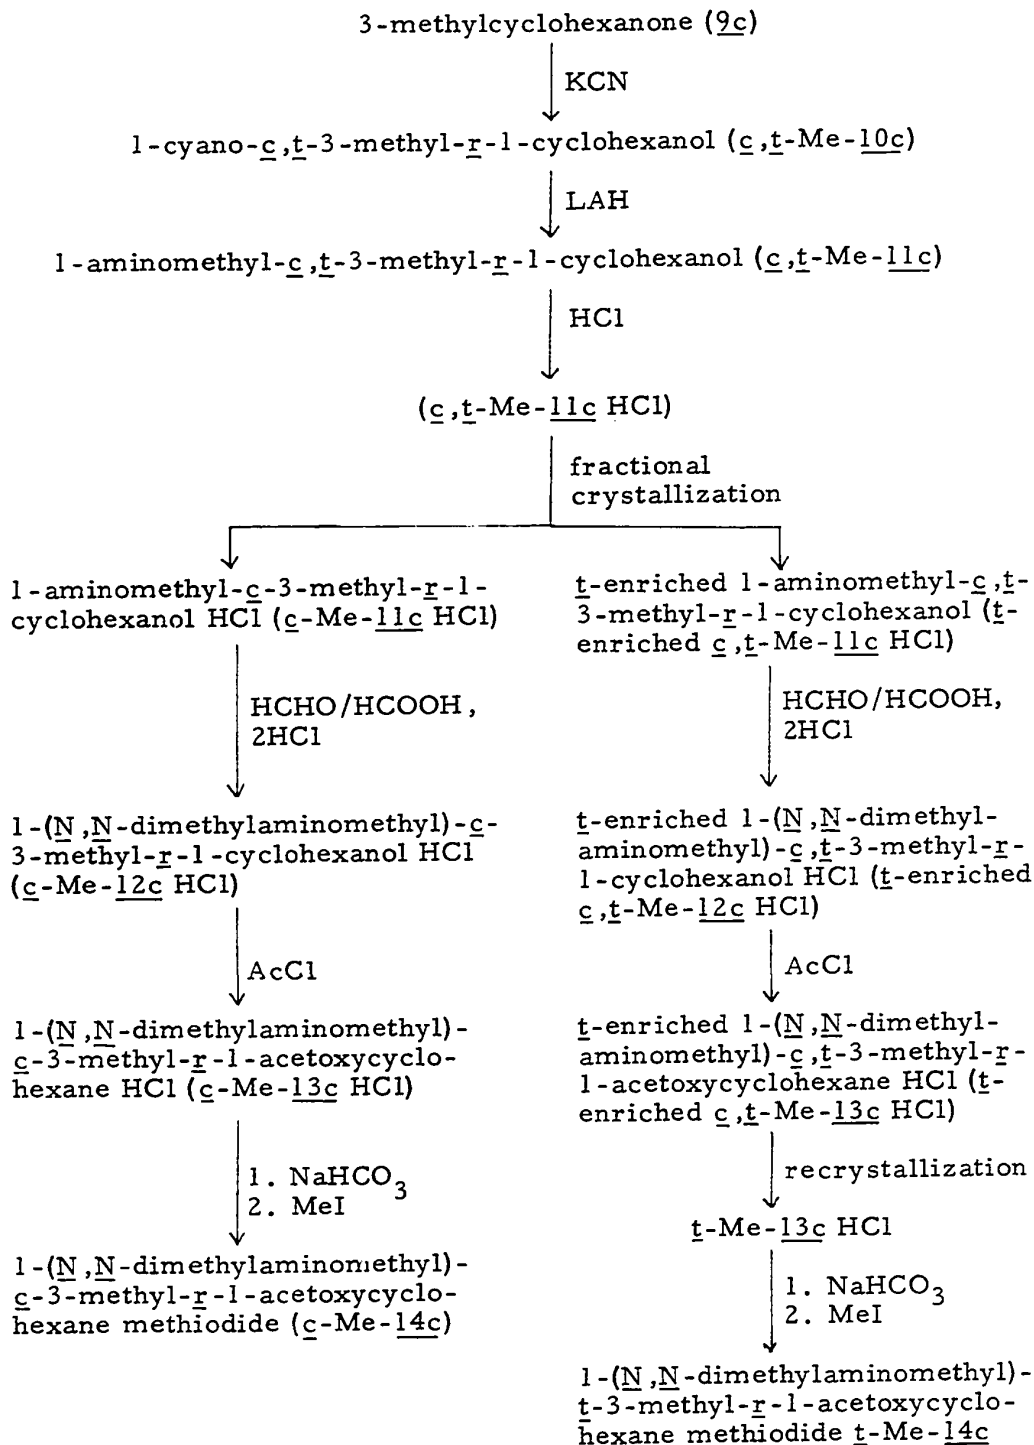 3-methylcyclohexanone (9c)
KCN
1-cyano-c,t-3-methyl-r-1-cyclohexanol (c,t-Me-10c)
LAH
1-aminomethyl-c,t-3-methyl-r-1-cyclohexanol (c,t-Me-11c)
HCl
(c,t-Me-11c HCl)
fractional
crystallization
1-aminomethyl-c-3-methyl-r-1-
cyclohexanol HCl (c-Me-11c HCl)
HCHO/HCOOH,
2HCl
1-(N,N-dimethylaminomethyl)-c-
3-methyl-r-1-cyclohexanol HCl
(c-Me-12c HCl)
AcCl
1-(N,N-dimethylaminomethyl)-
c-3-methyl-r-1-acetoxycyclo-
hexane HCl (c-Me-13c HCl)
1. NaHCO3
2. MeI
1-(N,N-dimethylaminomethyl)-
c-3-methyl-r-1-acetoxycyclo-
hexane methiodide (c-Me-14c)
t-enriched 1-aminomethyl-c,t-
3-methyl-r-1-cyclohexanol (t-
enriched c,t-Me-11c HCl)
HCHO/HCOOH,
2HCl
t-enriched 1-(N,N-dimethyl-
aminomethyl)-c,t-3-methyl-r-
1-cyclohexanol HCl (t-enriched
c,t-Me-12c HCl)
AcCl
t-enriched 1-(N,N-dimethyl-
aminomethyl)-c,t-3-methyl-r-
1-acetoxycyclohexane HCl (t-
enriched c,t-Me-13c HCl)
recrystallization
t-Me-13c HCl
1. NaHCO3
2. MeI
1-(N,N-dimethylaminomethyl)-
t-3-methyl-r-1-acetoxycyclo-
hexane methiodide t-Me-14c